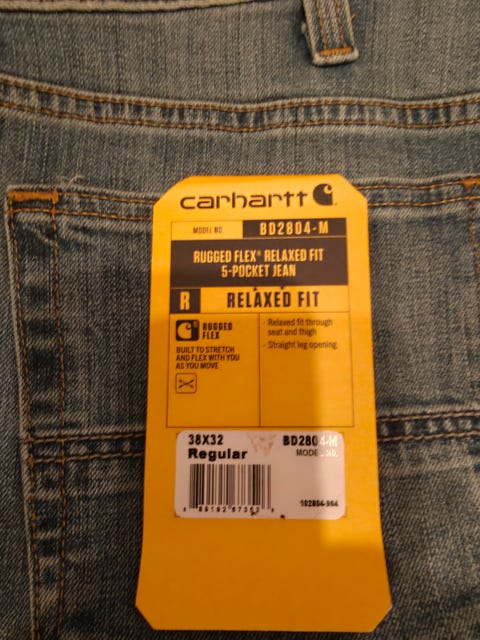 carhartt
MODEL NO. BD2804-M
RUGGED FLEX® RELAXED FIT
5-POCKET JEAN
R RELAXED FIT
RUGGED
FLEX
BUILT TO STRETCH
AND FLEX WITH YOU
AS YOU MOVE
- Relaxed fit through
seat and thigh
- Straight leg opening
38X32 BD2804-M
Regular MODEL NO.
102804-964